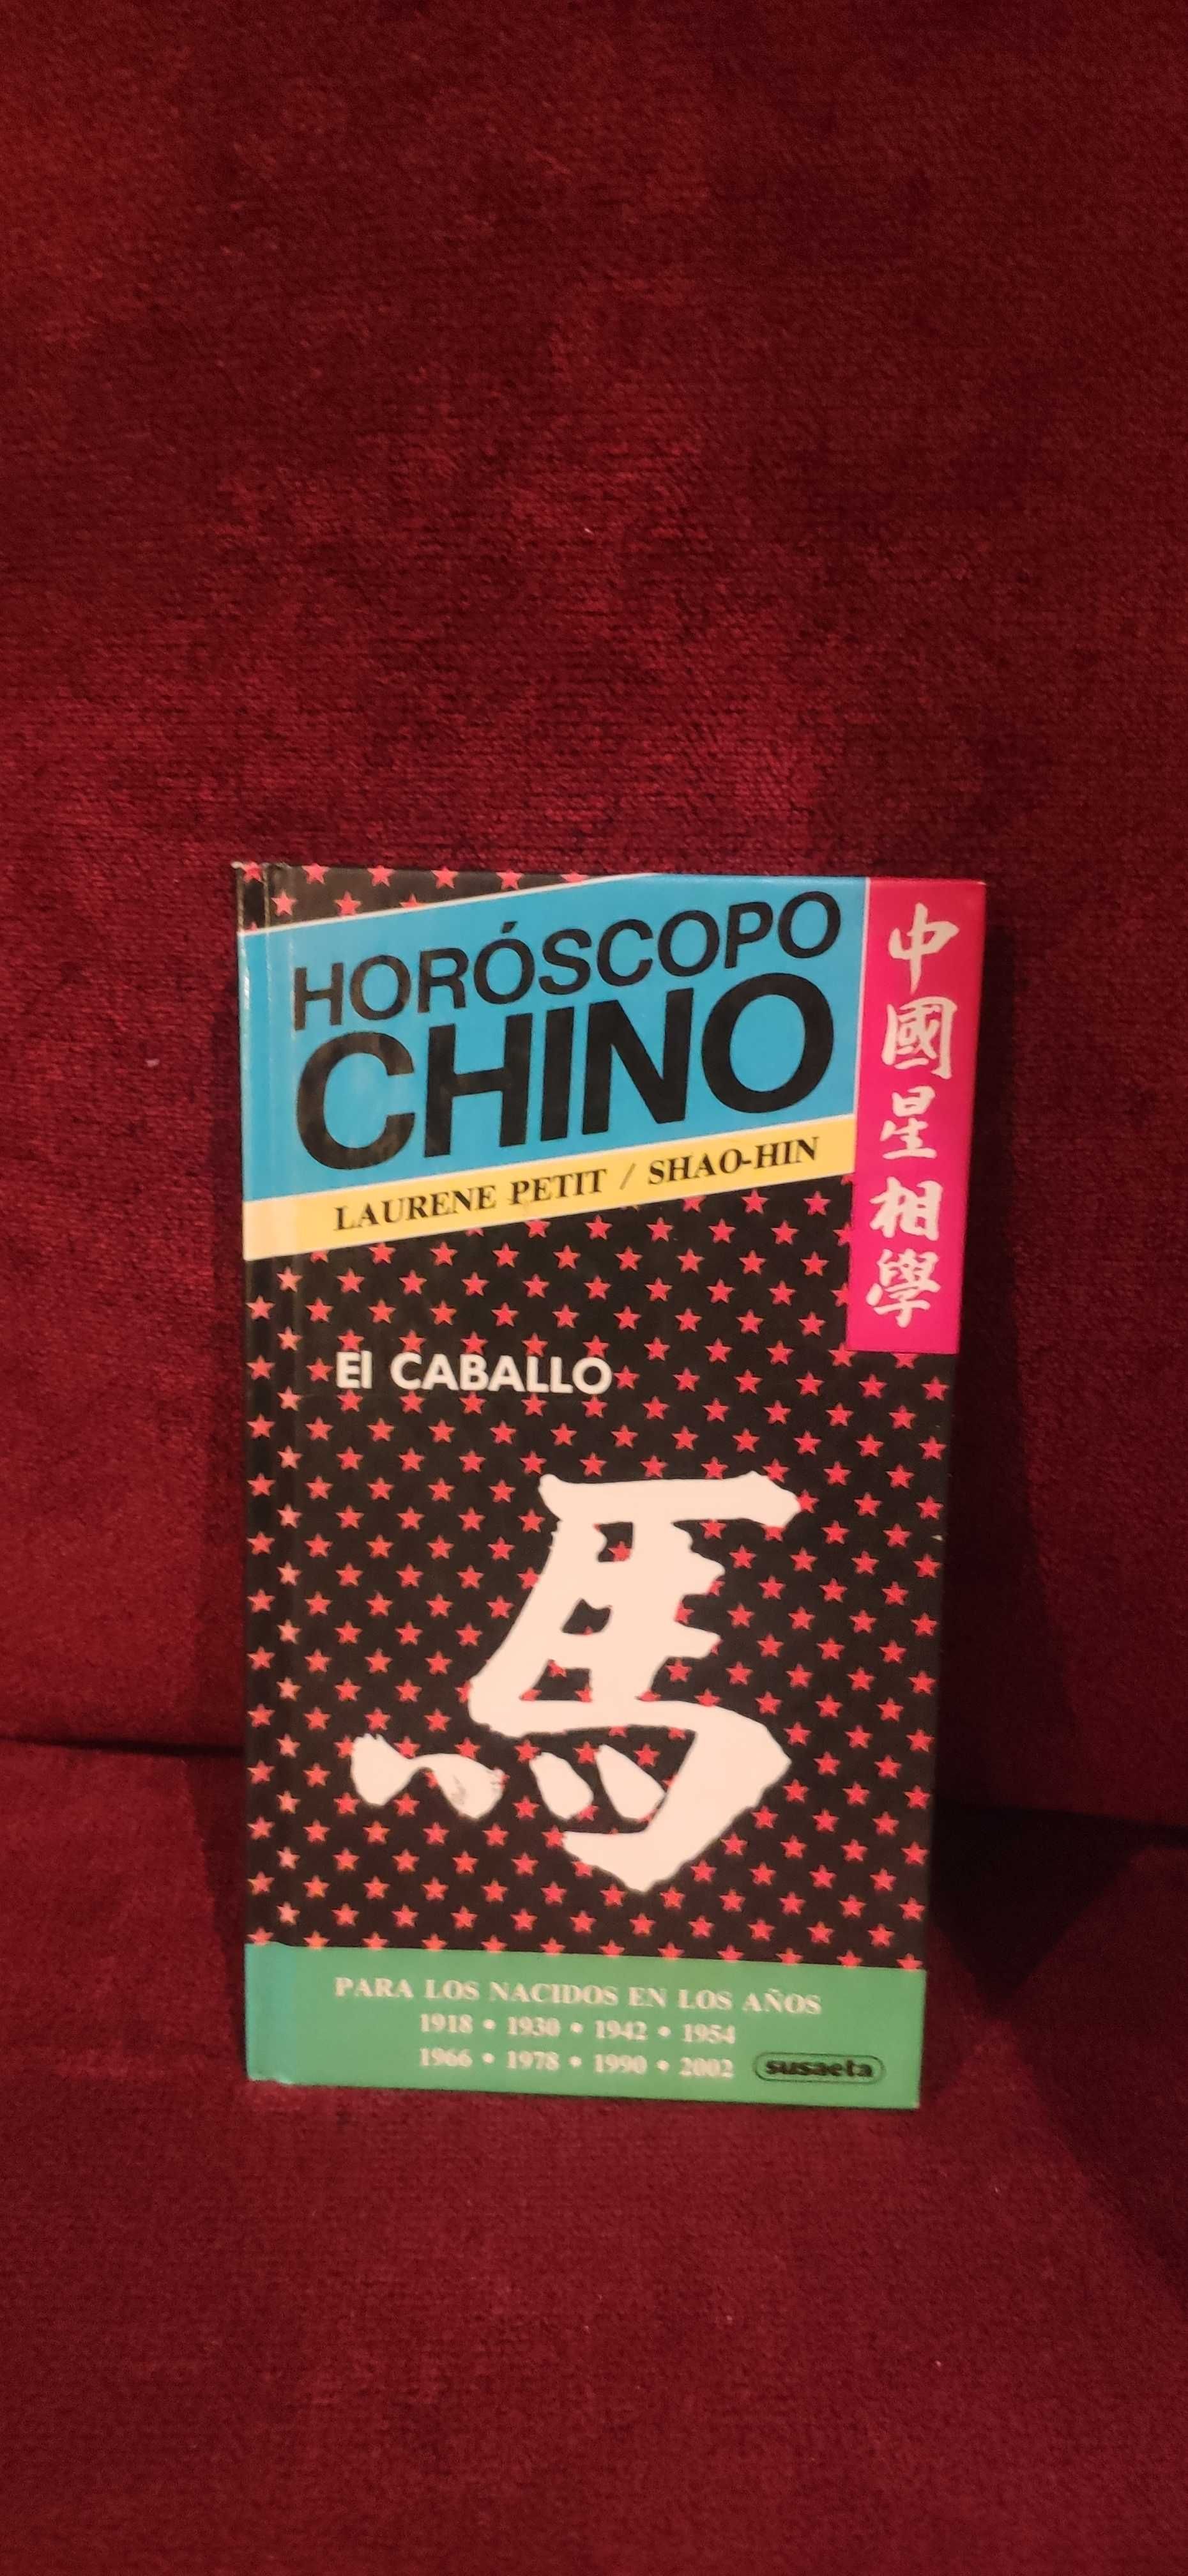 HORÓSCOPO
CHINO
LAURENE PETIT / SHAO-HIN
中國星相學
El CABALLO
馬
PARA LOS NACIDOS EN LOS AÑOS
1918 • 1930 • 1942 • 1954
1966 • 1978 • 1990 • 2002
susaeta